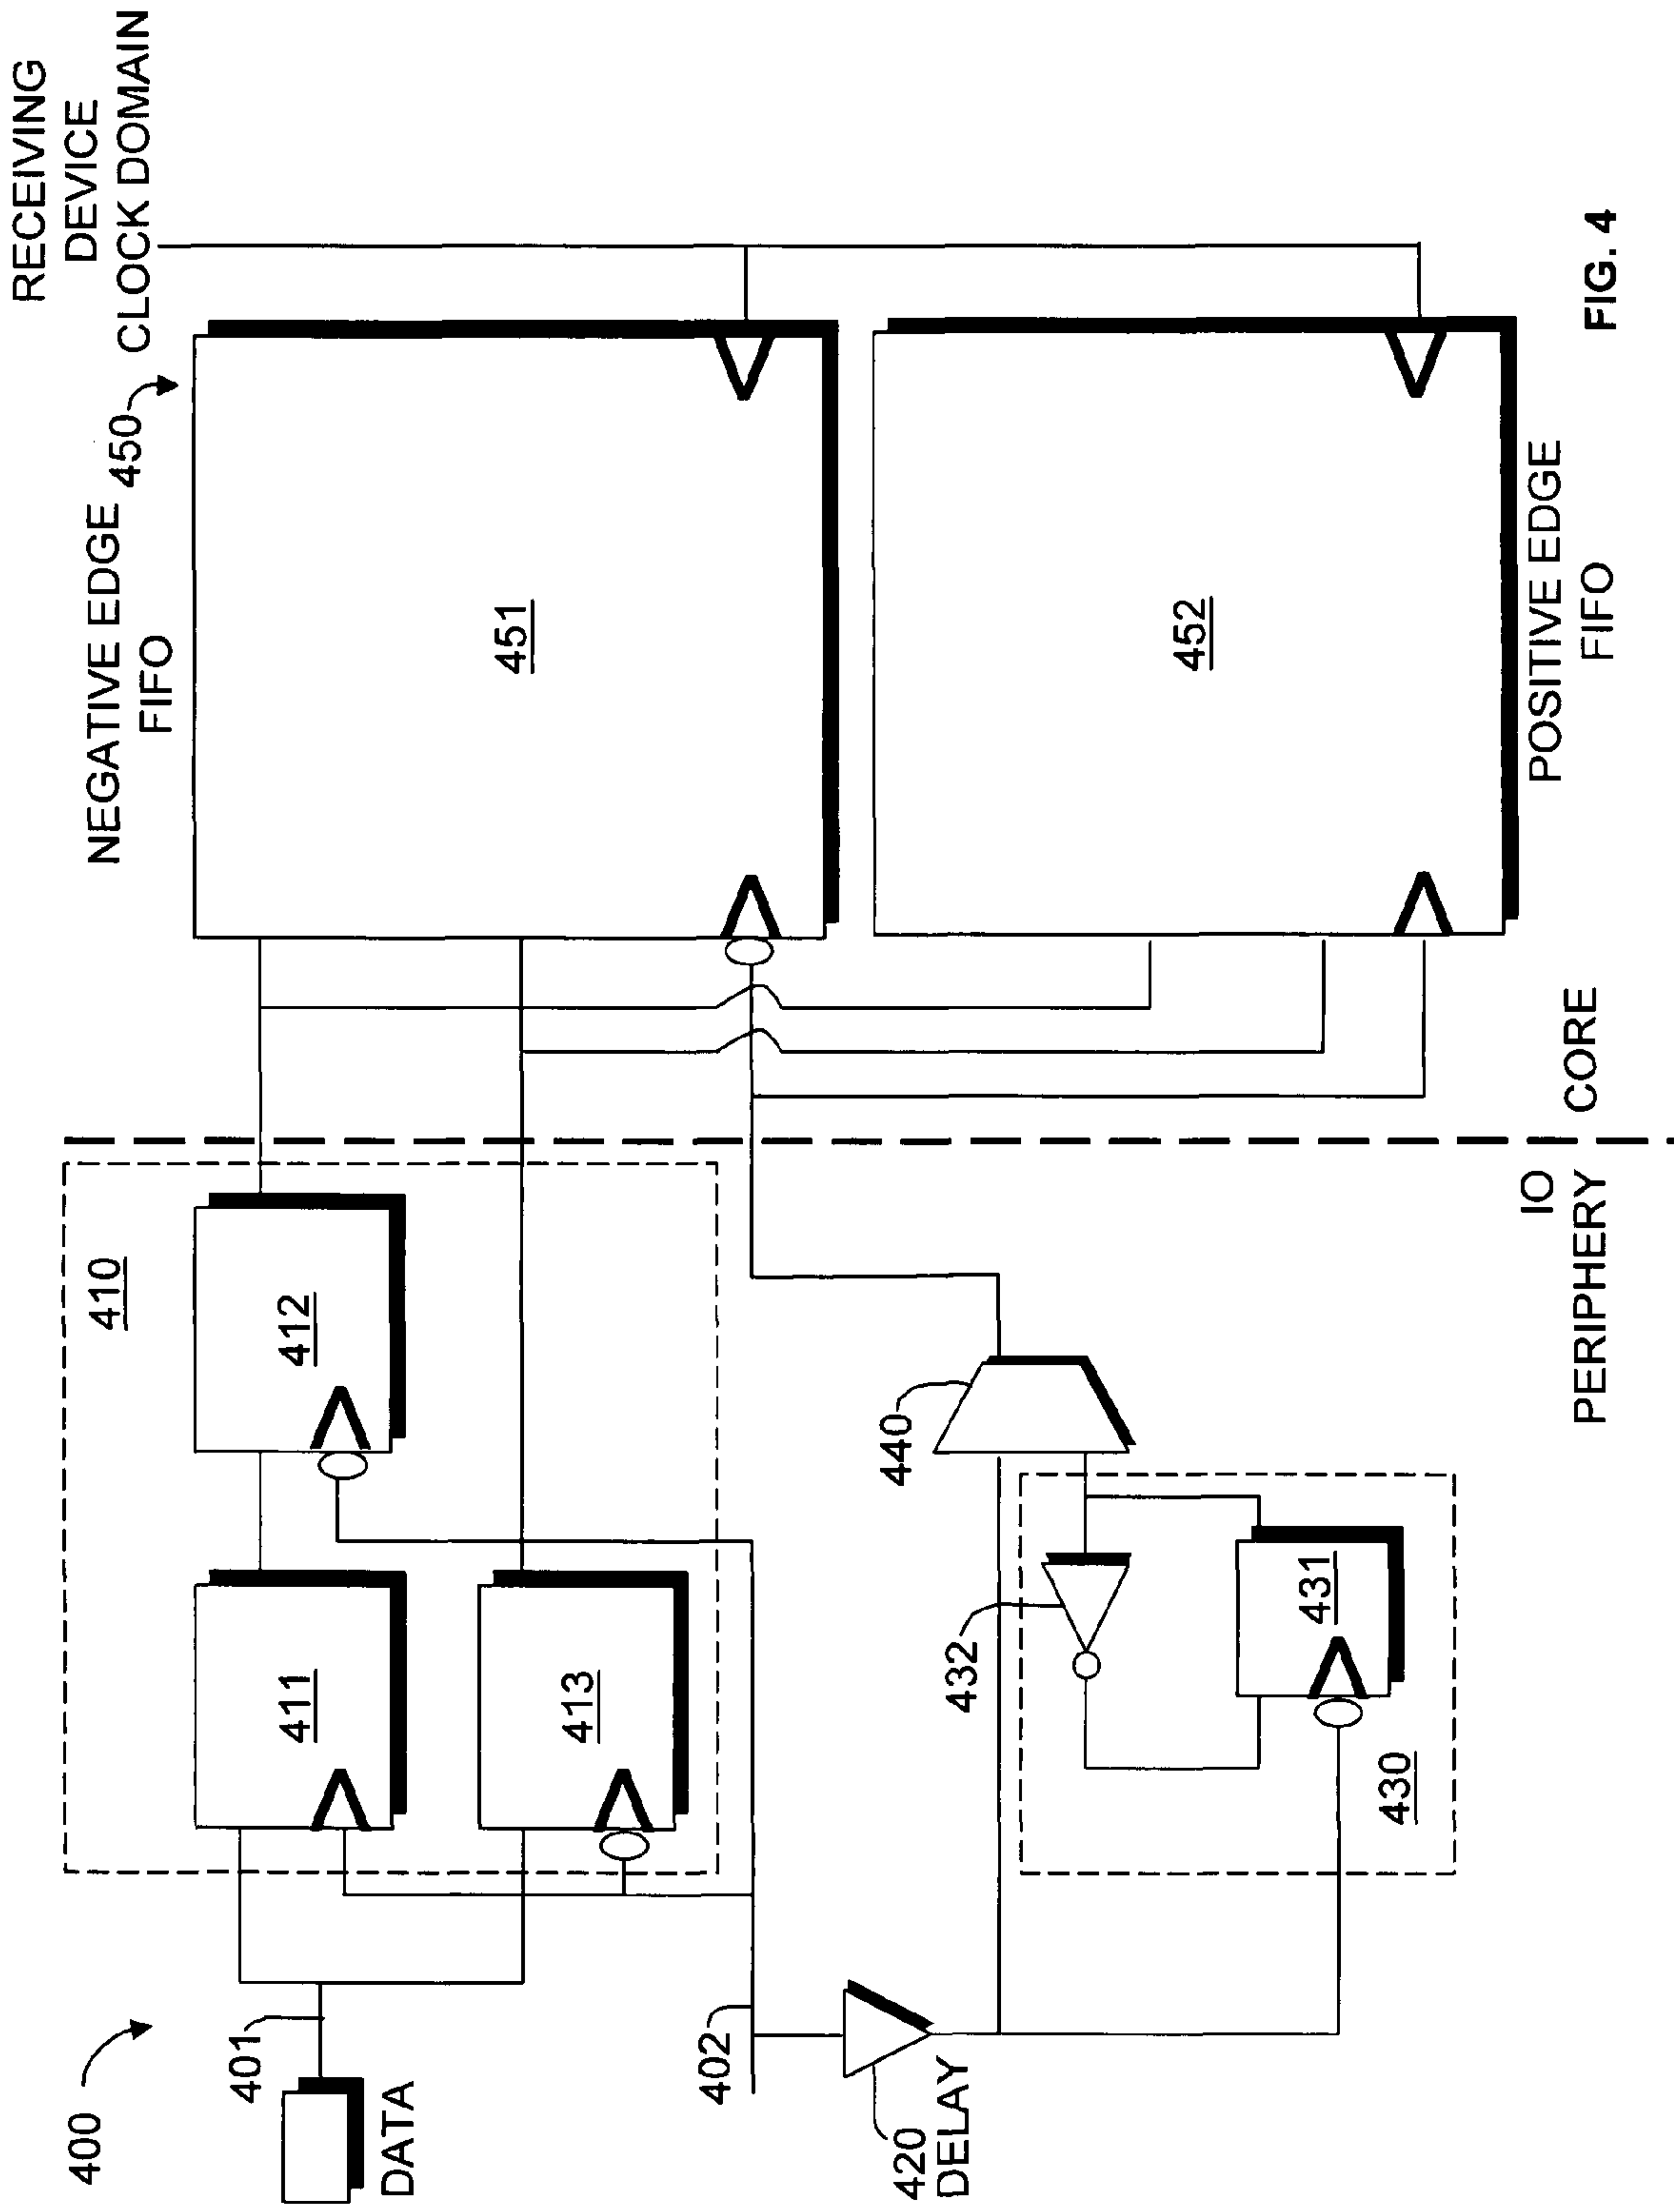 RECEIVING
DEVICE
CLOCK DOMAIN
NEGATIVE EDGE
FIFO
450
400
401
DATA
410
411
412
413
451
402
420
DELAY
440
432
431
430
452
IO
PERIPHERY
CORE
POSITIVE EDGE
FIFO
FIG. 4